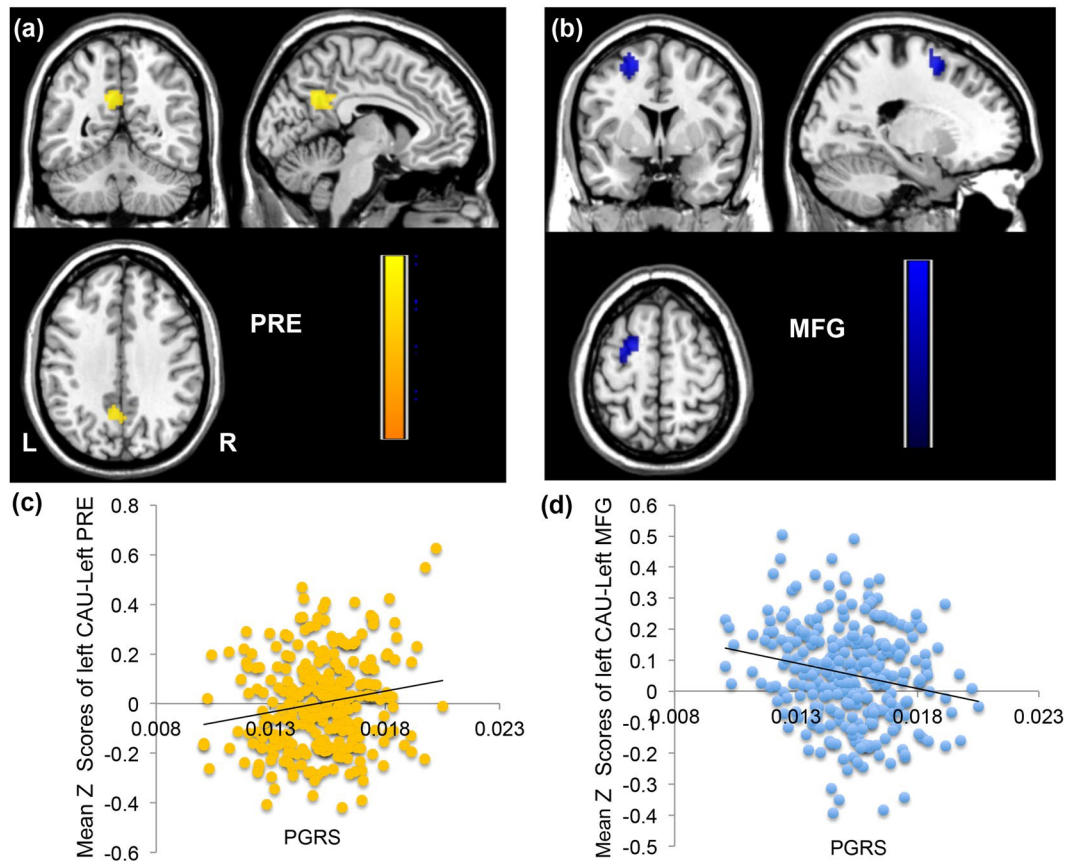 (a)
(b)
PRE
L
R
MFG
(c)
Mean Z Scores of left CAU-Left PRE
0.8
0.6
0.4
0.2
0
-0.2
-0.4
-0.6
0.008
0.013
0.018
0.023
PGRS
(d)
Mean Z Scores of left CAU-Left MFG
0.6
0.5
0.4
0.3
0.2
0.1
0
-0.1
-0.2
-0.3
-0.4
-0.5
0.008
0.013
0.018
0.023
PGRS